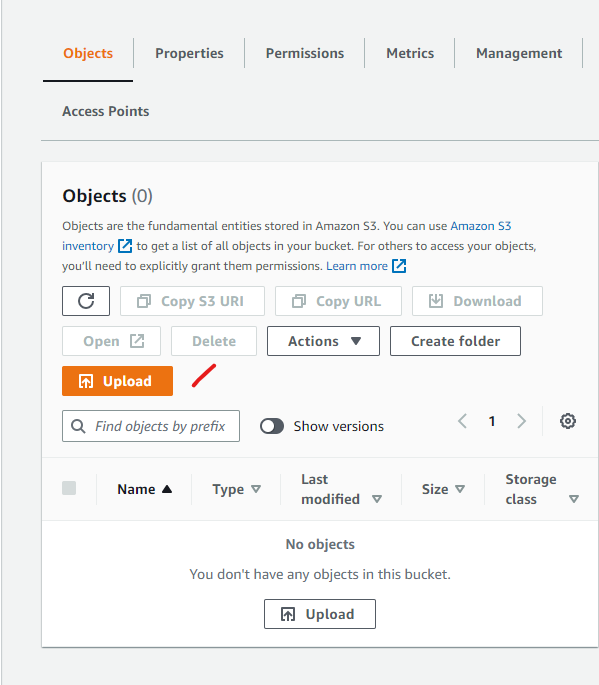 Objects
Properties
Permissions
Metrics
Management
Access Points
Objects (0)
Objects are the fundamental entities stored in Amazon S3. You can use Amazon S3
inventory to get a list of all objects in your bucket. For others to access your objects,
you'll need to explicitly grant them permissions. Learn more
Copy S3 URI
Copy URL
Download
Open
Delete
Actions
Create folder
Upload
Find objects by prefix
Show versions
1
Name
Type
Last
modified
Size
Storage
class
No objects
You don't have any objects in this bucket.
Upload